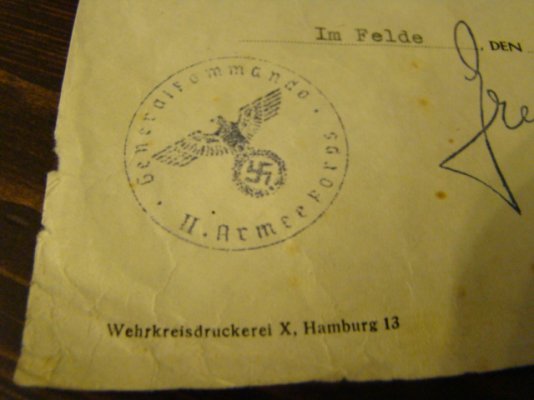 Im Felde, DEN
Generalkommando
II. Armeekorps
Wehrkreisdruckerei X, Hamburg 13